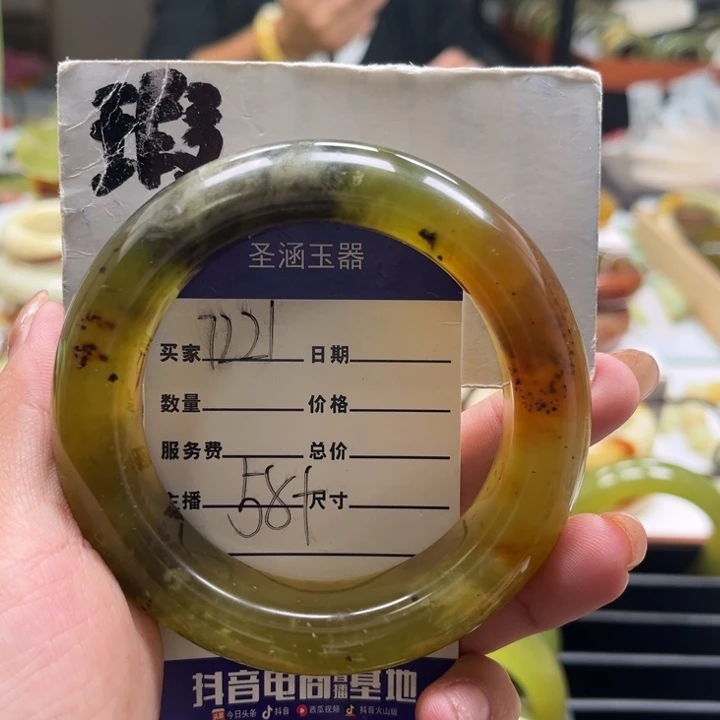 瑕
圣涵玉器
买家 7221 日期
数量 价格
服务费 总价
主播 58+ 尺寸
抖音电商直播基地
今日头条 抖音 西瓜视频 抖音火山版